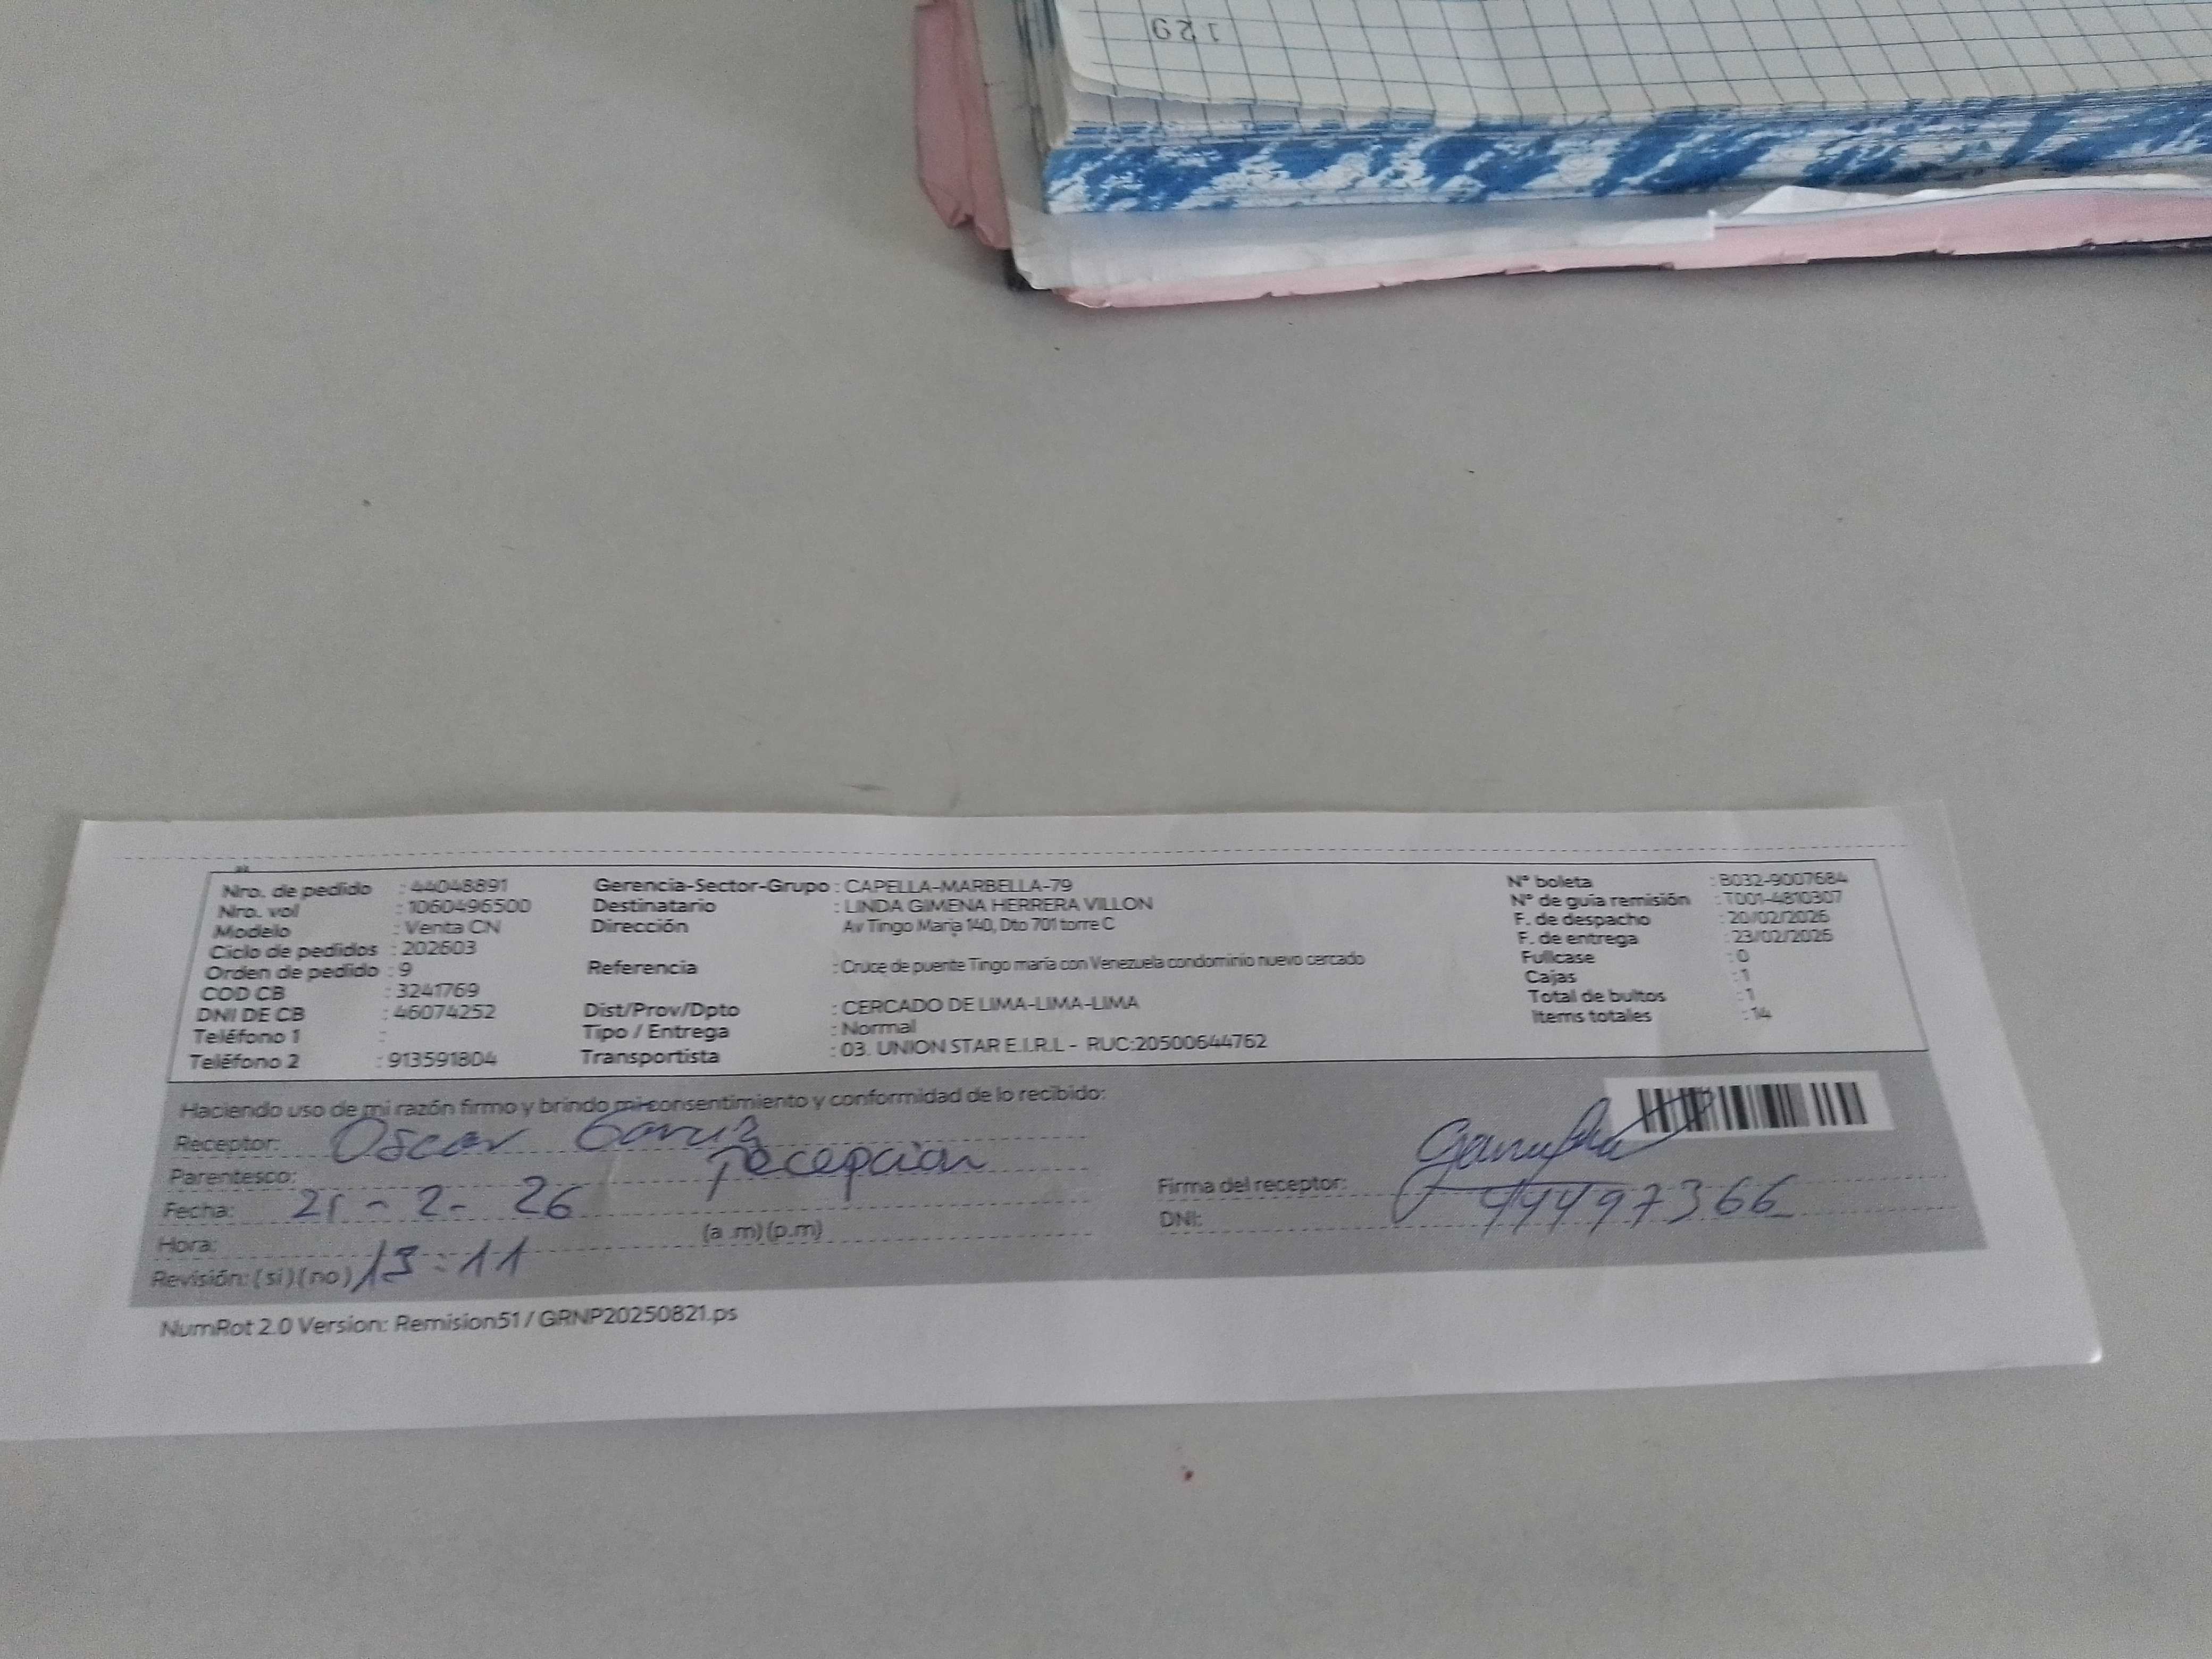 129
Nro. de pedido : 44048891
Nro. vol : 1060496500
Modelo : Venta CN
Ciclo de pedidos : 202603
Orden de pedido : 9
COD CB : 3241769
DNI DE CB : 46074252
Teléfono 1 :
Teléfono 2 : 913591804
Gerencia-Sector-Grupo : CAPELLA-MARBELLA-79
Destinatario : LINDA GIMENA HERRERA VILLON
Dirección Av Tingo Maria 140, Dto 701 torre C
Referencia : Cruce de puente Tingo maría con Venezuela condominio nuevo cercado
Dist/Prov/Dpto : CERCADO DE LIMA-LIMA-LIMA
Tipo / Entrega : Normal
Transportista : 03. UNION STAR E.I.R.L - RUC:20500644762
N° boleta : B032-9007684
N° de guía remisión : T001-4810307
F. de despacho : 20/02/2026
F. de entrega : 23/02/2026
Fullcase : 0
Cajas : 1
Total de bultos : 1
Items totales : 14
Haciendo uso de mi razón firmo y brindo mi consentimiento y conformidad de lo recibido:
Receptor: Oscar
Parentesco: recepcion
Fecha: 21 - 2 - 26
Hora: (a .m) (p.m)
Revisión: (si) (no) 13:11
Firma del receptor:
DNI: 44497366
NumRot 2.0 Version: Remision51 / GRNP20250821.ps